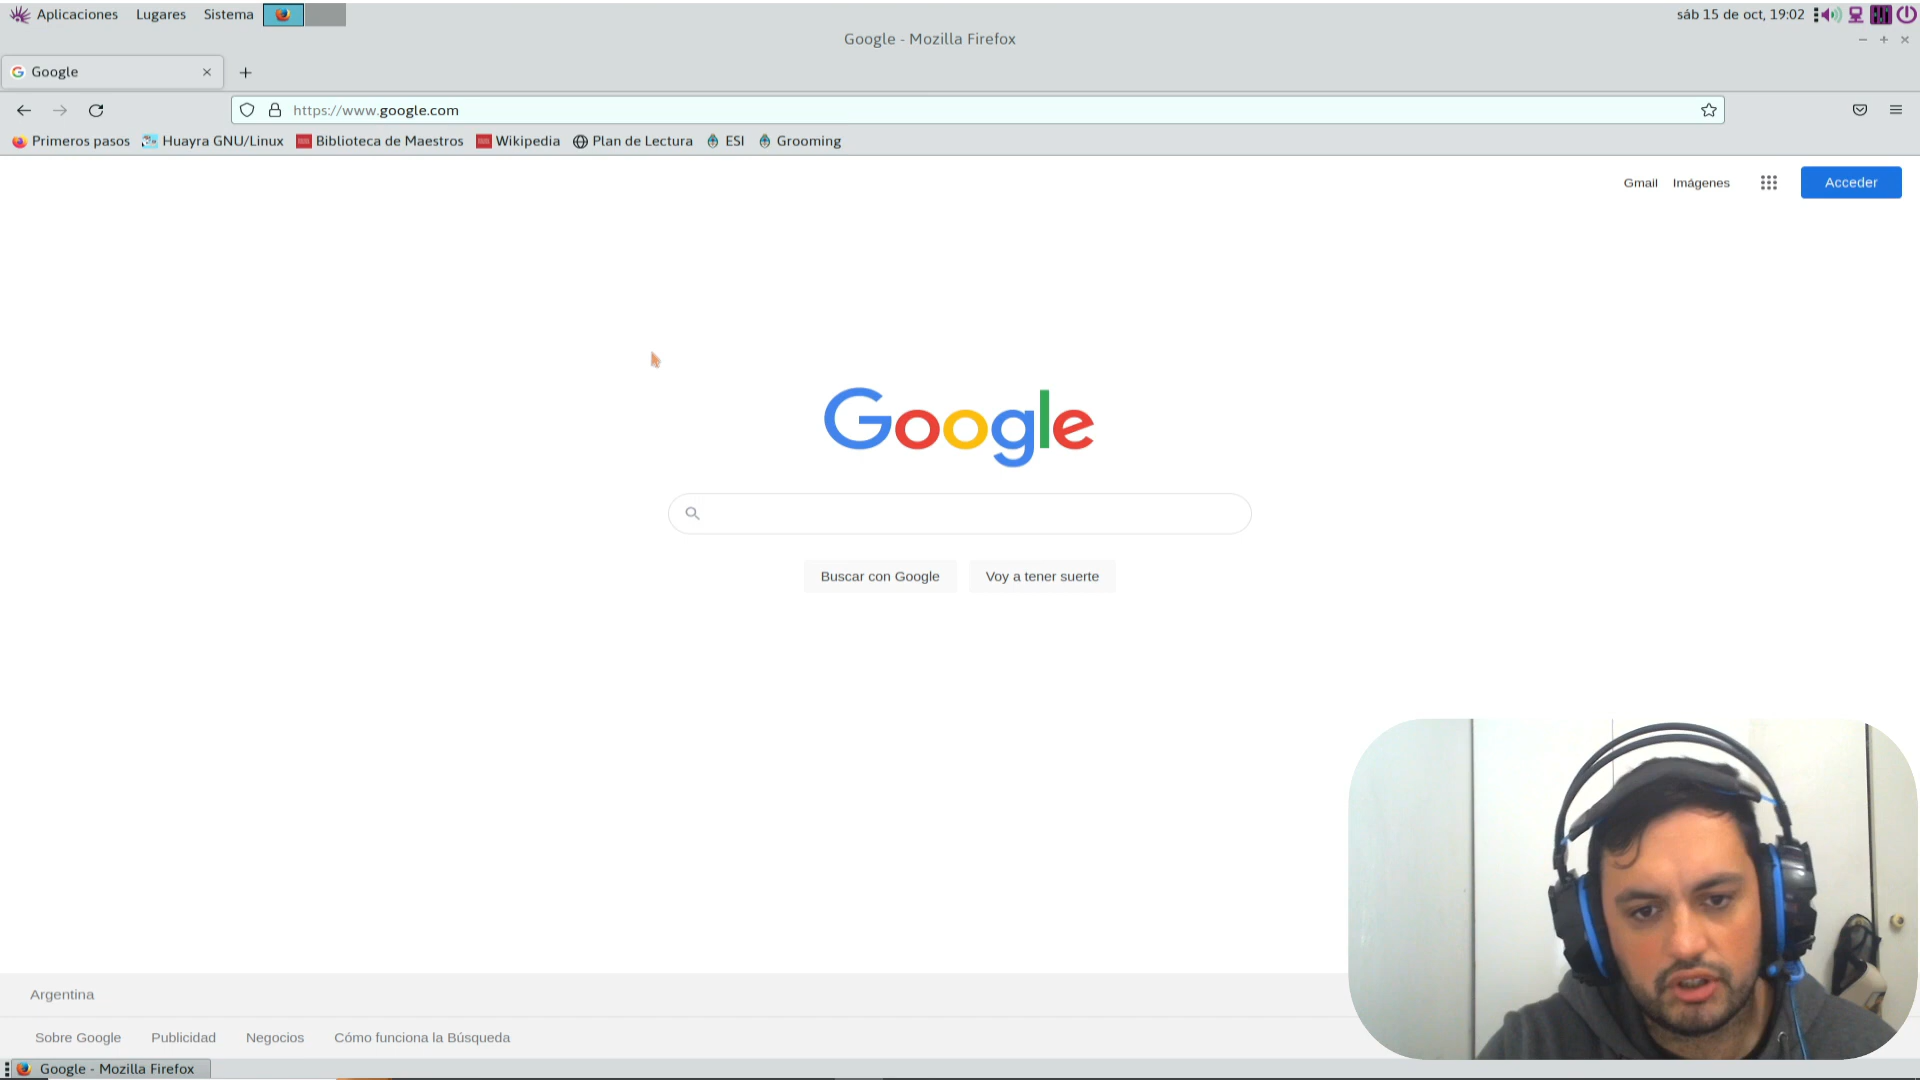 Aplicaciones Lugares Sistema sáb 15 de oct, 19:02
Google - Mozilla Firefox
Google
https://www.google.com
Primeros pasos Huayra GNU/Linux Biblioteca de Maestros Wikipedia Plan de Lectura ESI Grooming
Gmail Imágenes Acceder
Google
Buscar con Google Voy a tener suerte
Argentina
Sobre Google Publicidad Negocios Cómo funciona la Búsqueda
Google - Mozilla Firefox